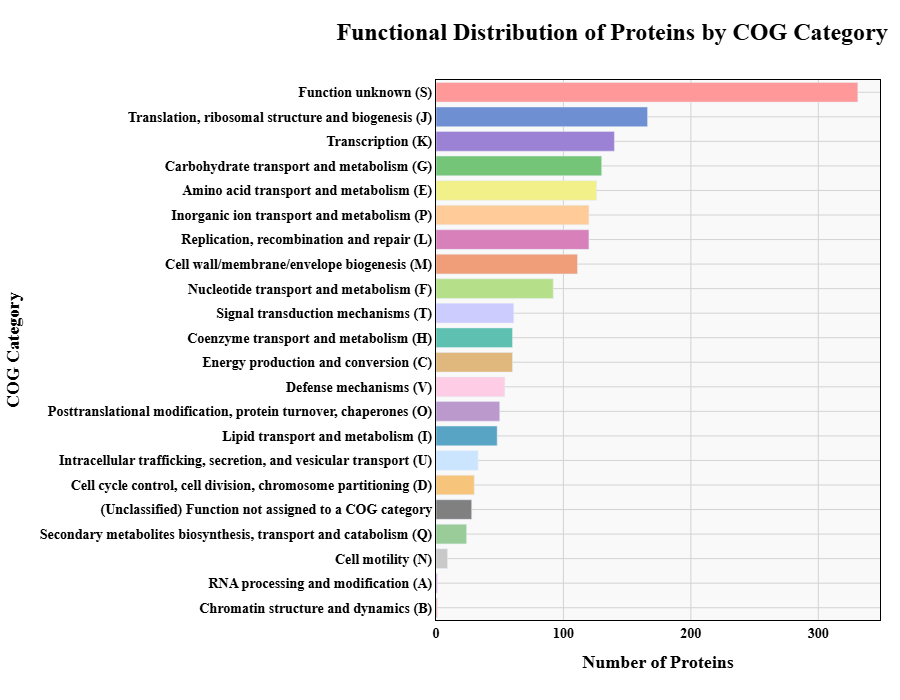 Functional Distribution of Proteins by COG Category
Function unknown (S)
Translation, ribosomal structure and biogenesis (J)
Transcription (K)
Carbohydrate transport and metabolism (G)
Amino acid transport and metabolism (E)
Inorganic ion transport and metabolism (P)
Replication, recombination and repair (L)
Cell wall/membrane/envelope biogenesis (M)
Nucleotide transport and metabolism (F)
Signal transduction mechanisms (T)
Coenzyme transport and metabolism (H)
Energy production and conversion (C)
Defense mechanisms (V)
Posttranslational modification, protein turnover, chaperones (O)
Lipid transport and metabolism (I)
Intracellular trafficking, secretion, and vesicular transport (U)
Cell cycle control, cell division, chromosome partitioning (D)
(Unclassified) Function not assigned to a COG category
Secondary metabolites biosynthesis, transport and catabolism (Q)
Cell motility (N)
RNA processing and modification (A)
Chromatin structure and dynamics (B)
COG Category
0 100 200 300
Number of Proteins